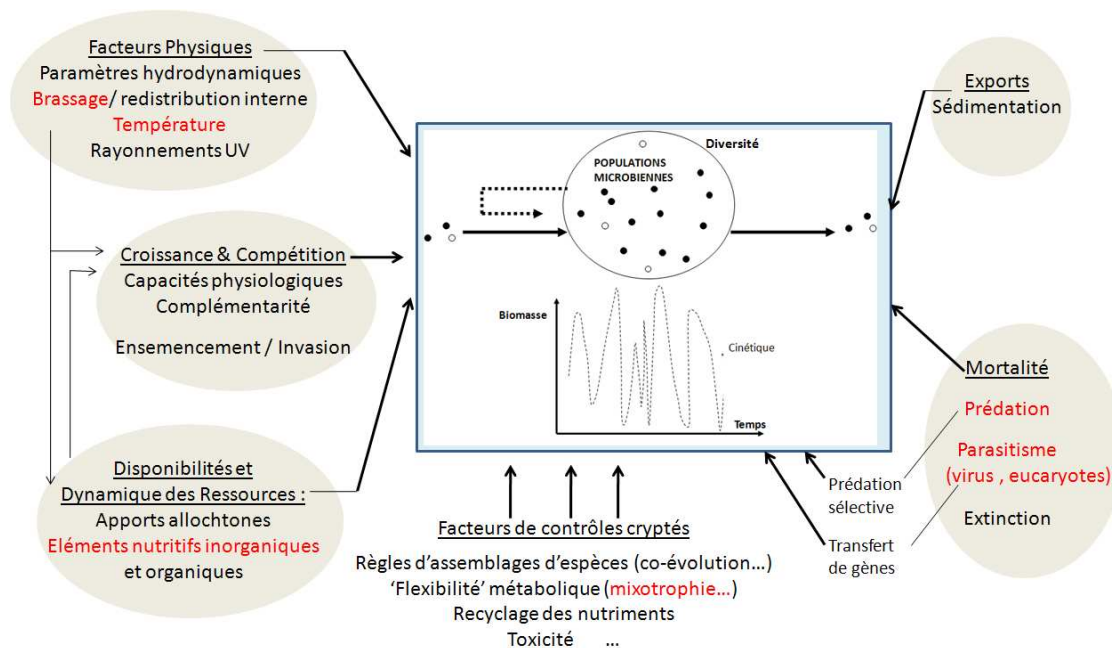 Facteurs Physiques
Paramètres hydrodynamiques
Brassage/ redistribution interne
Température
Rayonnements UV
Croissance & Compétition
Capacités physiologiques
Complémentarité
Ensemencement / Invasion
Disponibilités et
Dynamique des Ressources :
Apports allochtones
Eléments nutritifs inorganiques
et organiques
Diversité
POPULATIONS
MICROBIENNES
Biomasse
Cinétique
Temps
Facteurs de contrôles cryptés
Règles d’assemblages d’espèces (co-évolution...)
‘Flexibilité’ métabolique (mixotrophie...)
Recyclage des nutriments
Toxicité ...
Exports
Sédimentation
Mortalité
Prédation
Parasitisme
(virus , eucaryotes)
Extinction
Prédation
sélective
Transfert
de gènes